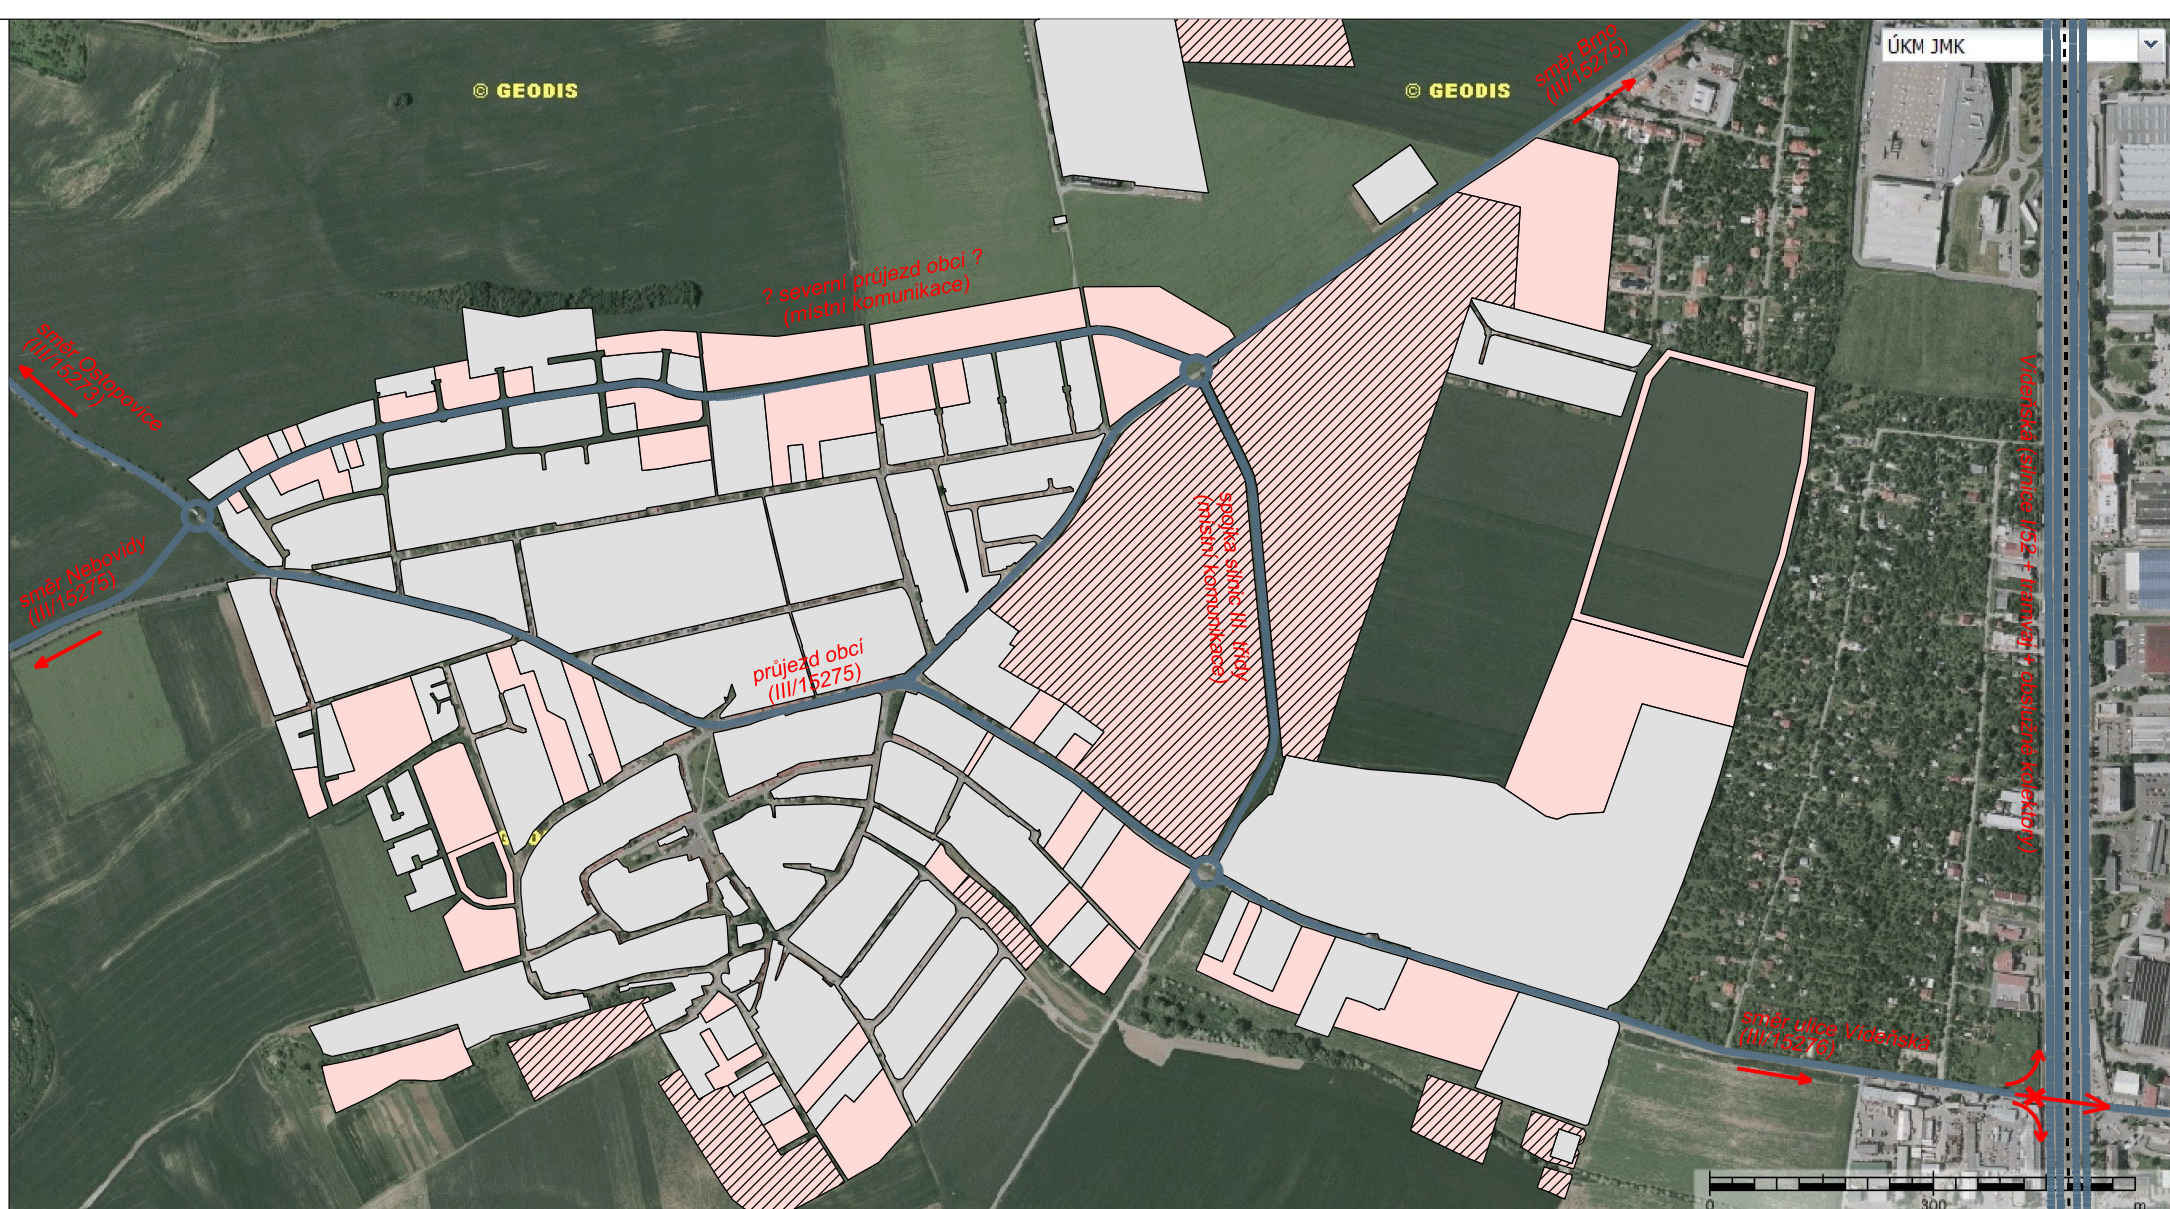 © GEODIS
© GEODIS
směr Brno
(III/15275)
ÚKM JMK
? severní průjezd obcí ?
(místní komunikace)
směr Ostopovice
(III/15273)
směr Nebovidy
(III/15275)
spojka silnic III. třídy
(místní komunikace)
průjezd obcí
(III/15275)
Vídeňská (silnice I/52 + tramvaj + obslužné kolektory)
směr ulice Vídeňská
(III/15276)
0
300
m